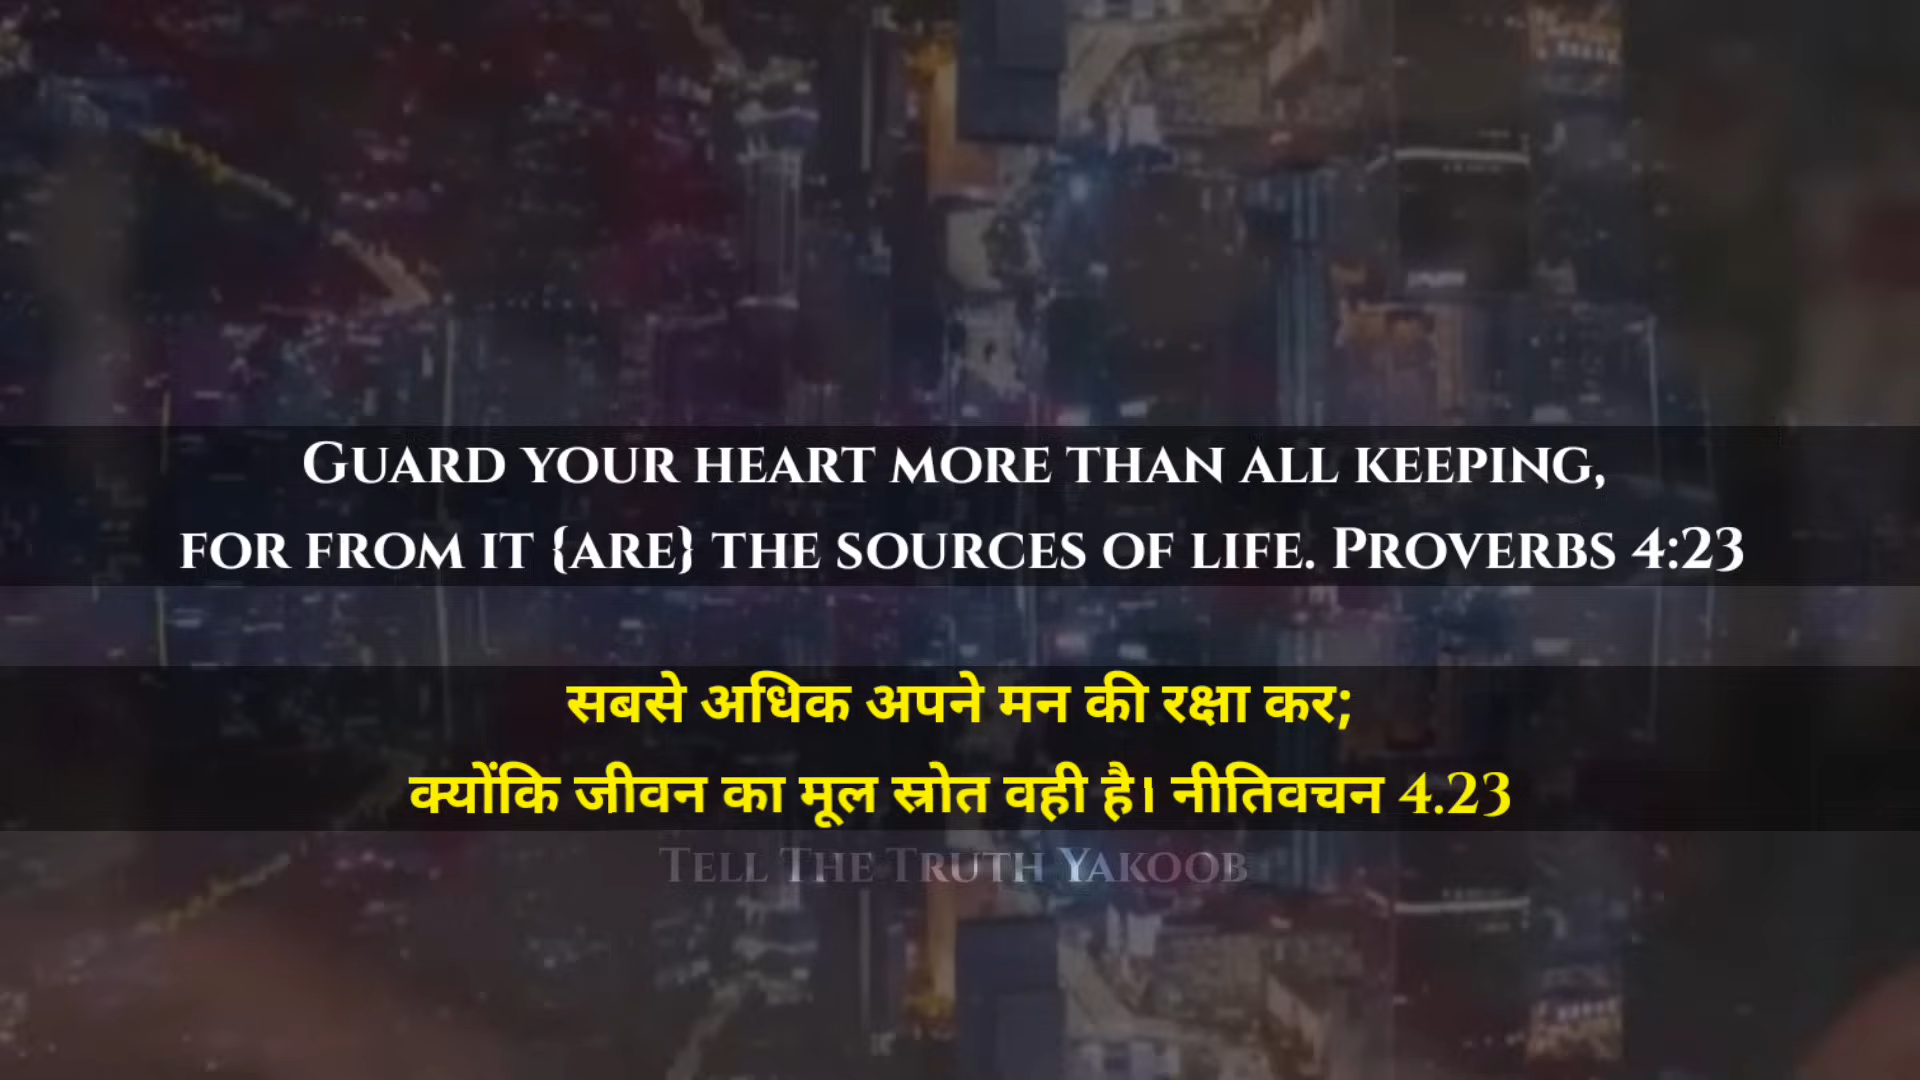 Guard your heart more than all keeping,
for from it {are} the sources of life. Proverbs 4:23
सबसे अधिक अपने मन की रक्षा कर;
क्योंकि जीवन का मूल स्रोत वही है। नीतिवचन 4.23
Tell The Truth Yakoob